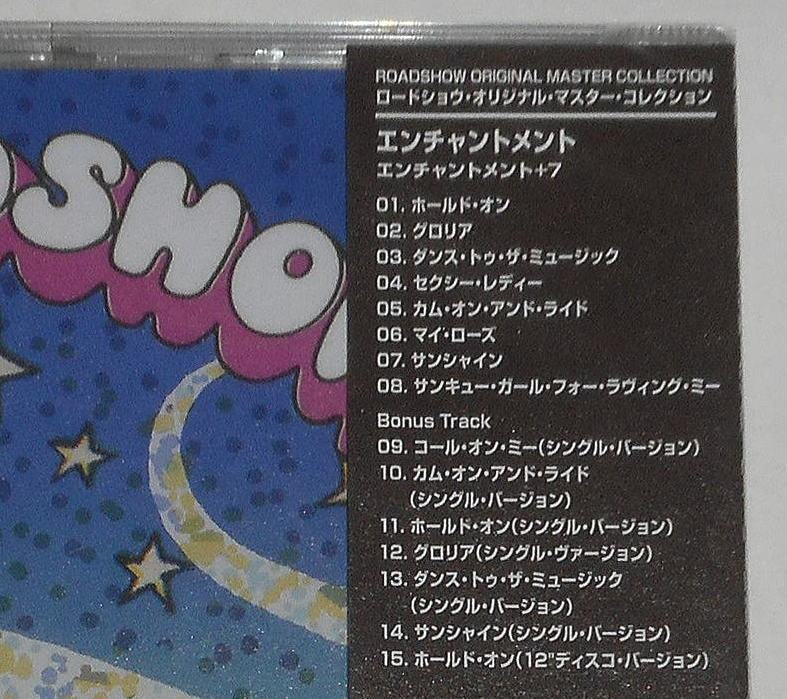 SHO
ROADSHOW ORIGINAL MASTER COLLECTION
ロードショウ・オリジナル・マスター・コレクション
エンチャントメント
エンチャントメント+7
01. ホールド・オン
02. グロリア
03. ダンス・トゥ・ザ・ミュージック
04. セクシー・レディー
05. カム・オン・アンド・ライド
06. マイ・ローズ
07. サンシャイン
08. サンキュー・ガール・フォー・ラヴィング・ミー
Bonus Track
09. コール・オン・ミー(シングル・バージョン)
10. カム・オン・アンド・ライド
(シングル・バージョン)
11. ホールド・オン(シングル・バージョン)
12. グロリア(シングル・ヴァージョン)
13. ダンス・トゥ・ザ・ミュージック
(シングル・バージョン)
14. サンシャイン(シングル・バージョン)
15. ホールド・オン(12"ディスコ・バージョン)